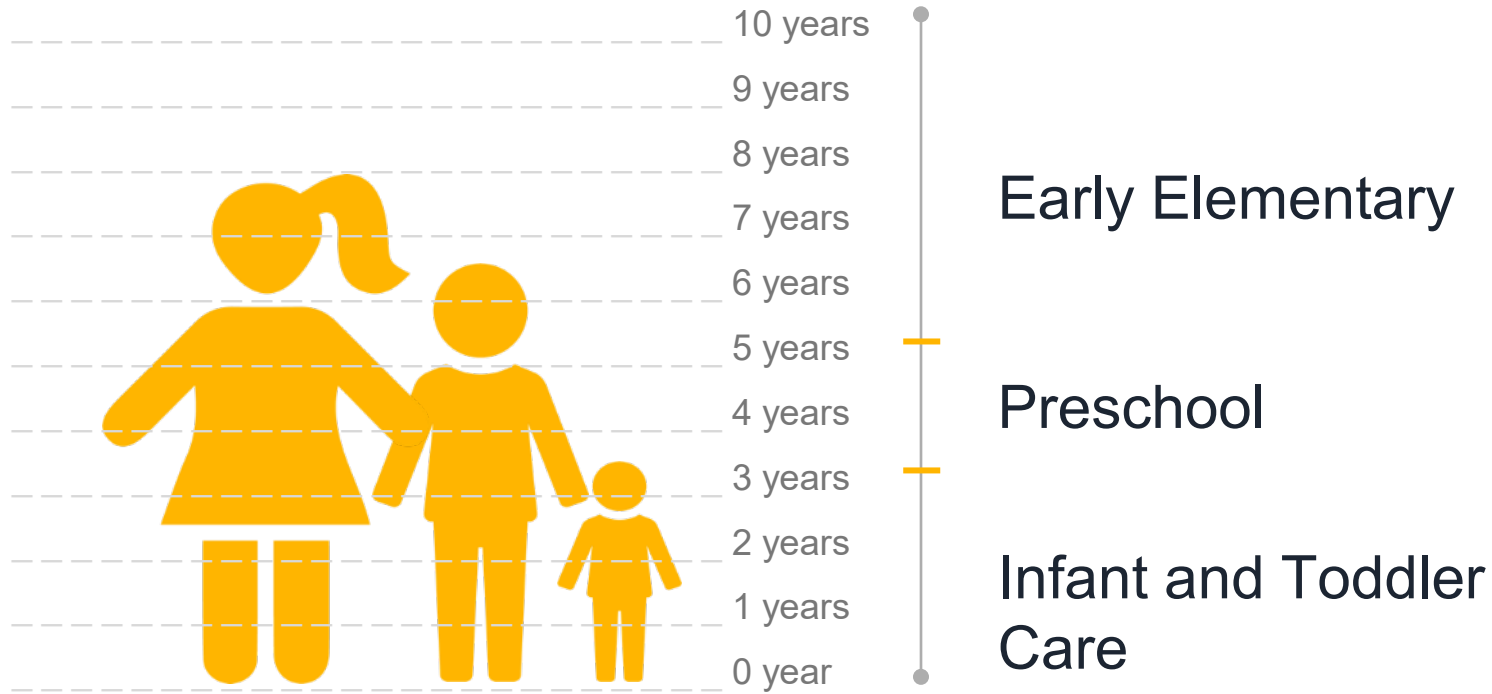 10 years
9 years
8 years
7 years
6 years
5 years
4 years
3 years
2 years
1 years
0 year
Early Elementary
Preschool
Infant and Toddler
Care